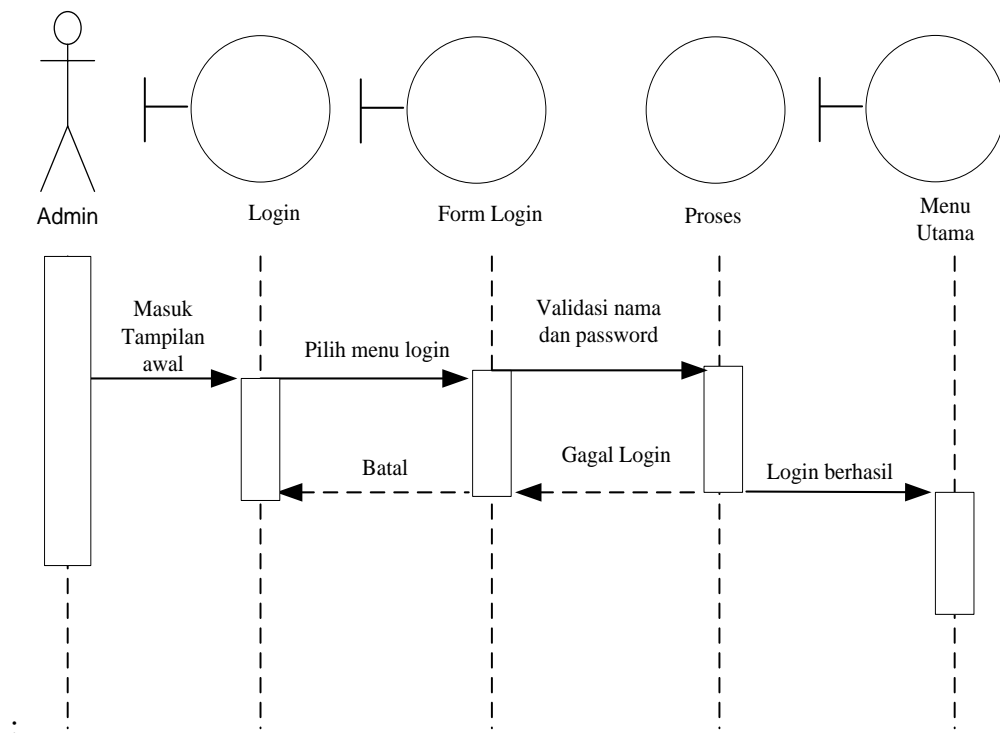 Admin
Login
Form Login
Proses
Menu
Utama
Masuk
Tampilan
awal
Pilih menu login
Validasi nama
dan password
Batal
Gagal Login
Login berhasil
.